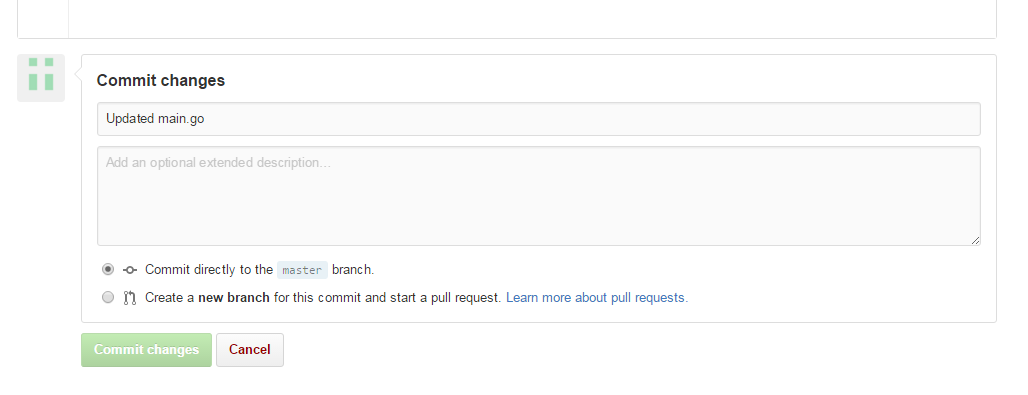 Commit changes
Updated main.go
Add an optional extended description...
Commit directly to the master branch.
Create a new branch for this commit and start a pull request. Learn more about pull requests.
Commit changes Cancel